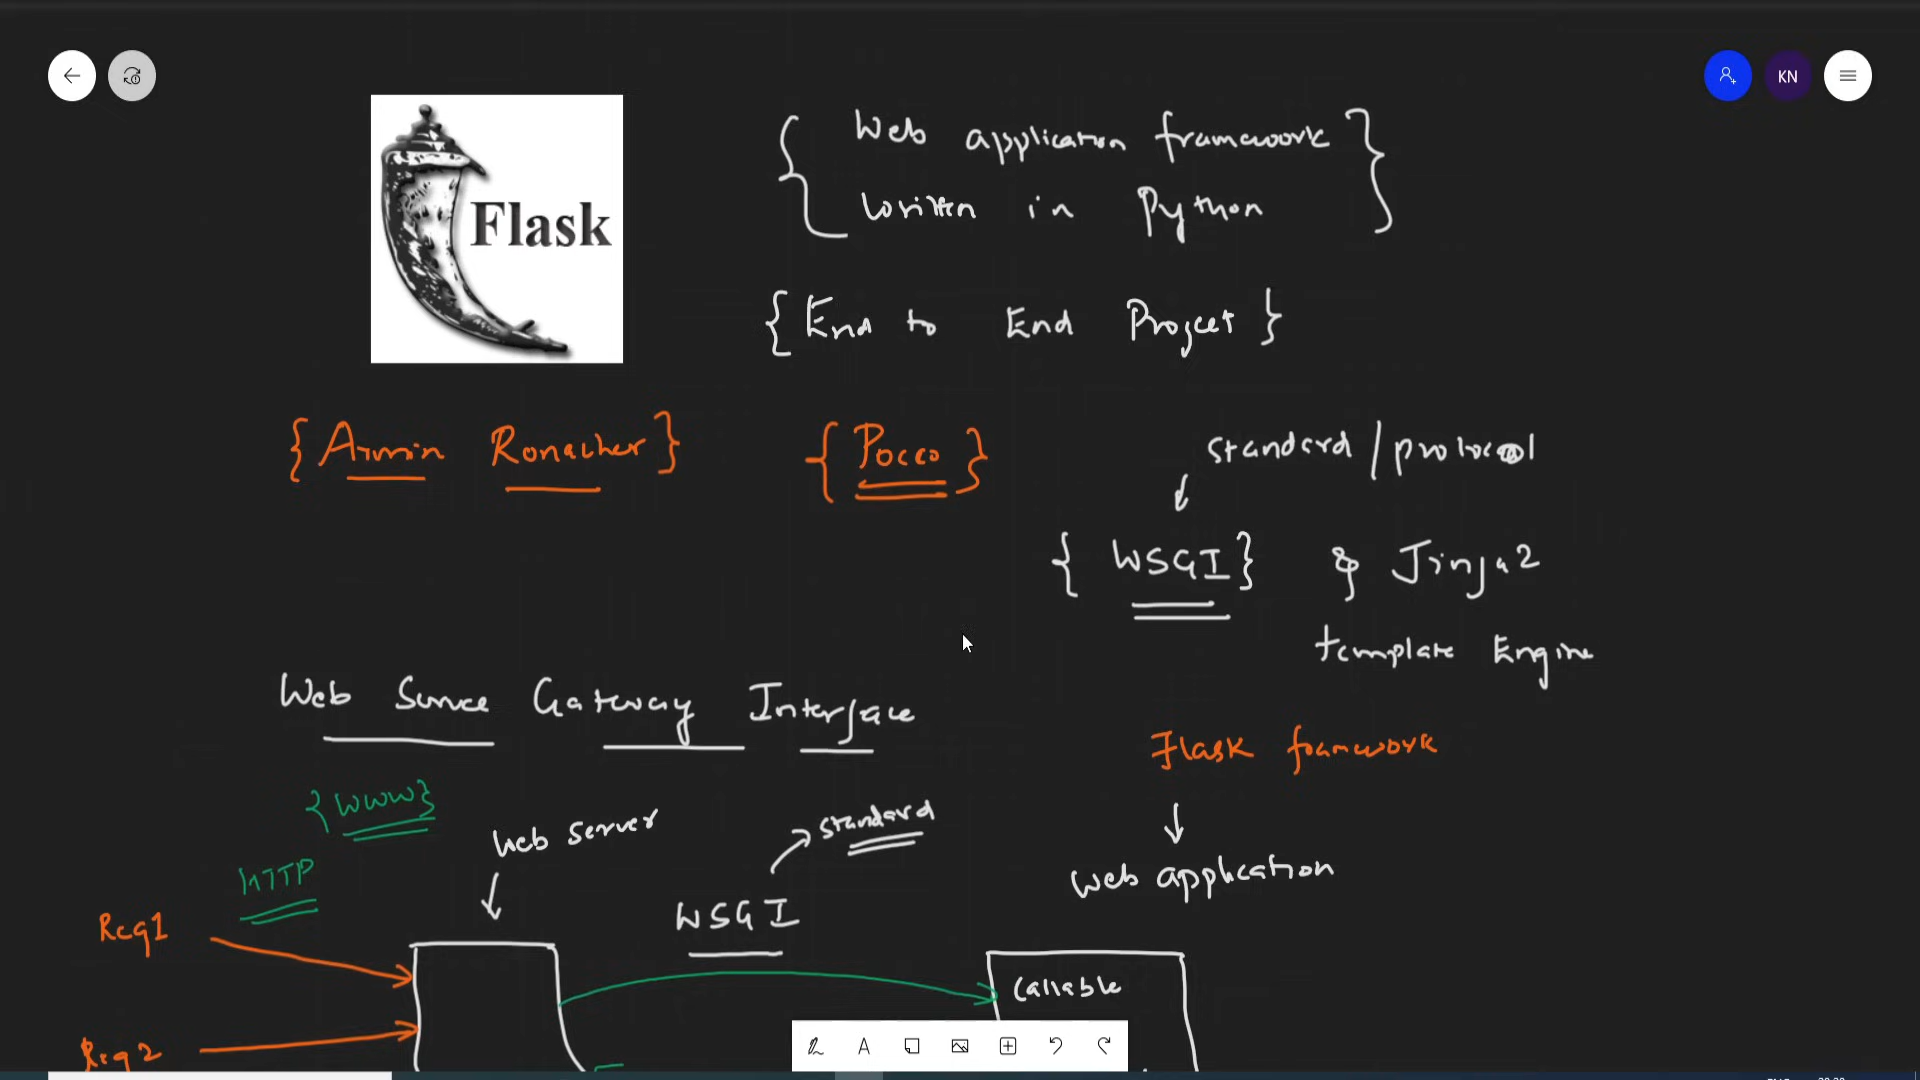 KN
Flask
{ Web application framework }
written in Python
{ End to End Project }
{ Armin Ronacher }
{ Pocco }
standard / protocol
{ WSGI } & Jinja2
template Engine
Web Service Gateway Interface
Flask framework
{ WWW }
Web Server
standard
HTTP
Web application
WSGI
Req1
Callable
Req2